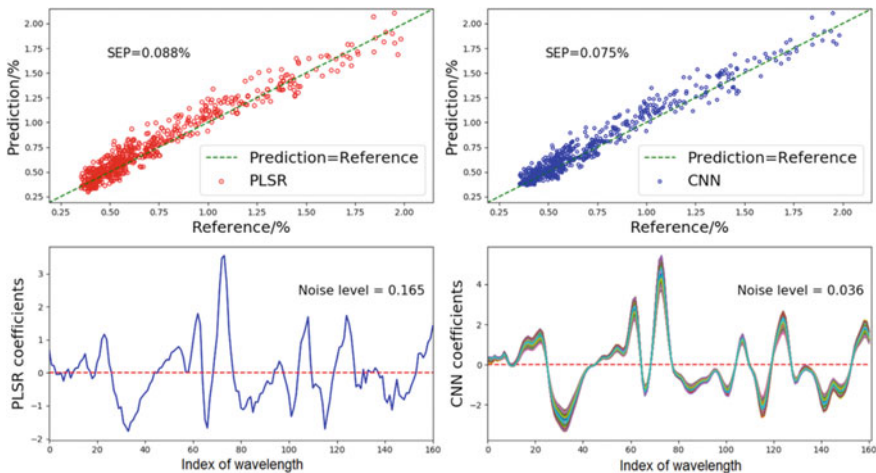 2.00
1.75
1.50
1.25
1.00
0.75
0.50
0.25
Prediction/%
SEP=0.088%
Prediction=Reference
PLSR
0.25 0.50 0.75 1.00 1.25 1.50 1.75 2.00
Reference/%
2.00
1.75
1.50
1.25
1.00
0.75
0.50
0.25
Prediction/%
SEP=0.075%
Prediction=Reference
CNN
0.25 0.50 0.75 1.00 1.25 1.50 1.75 2.00
Reference/%
3
2
1
0
−1
−2
PLSR coefficients
Noise level = 0.165
0 20 40 60 80 100 120 140 160
Index of wavelength
4
2
0
−2
CNN coefficients
Noise level = 0.036
0 20 40 60 80 100 120 140 160
Index of wavelength